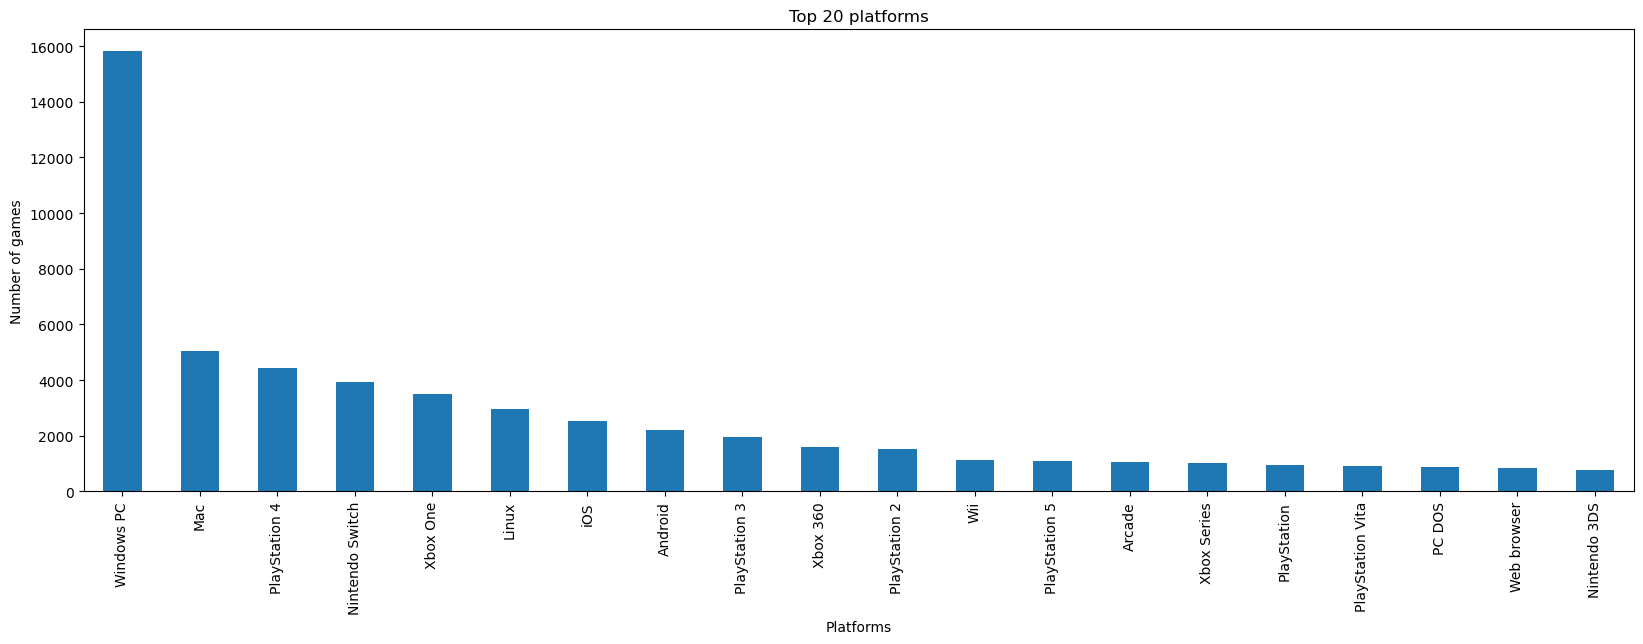 Top 20 platforms
Number of games
16000
14000
12000
10000
8000
6000
4000
2000
0
Windows PC
Mac
PlayStation 4
Nintendo Switch
Xbox One
Linux
iOS
Android
PlayStation 3
Xbox 360
PlayStation 2
Wii
PlayStation 5
Arcade
Xbox Series
PlayStation
PlayStation Vita
PC DOS
Web browser
Nintendo 3DS
Platforms